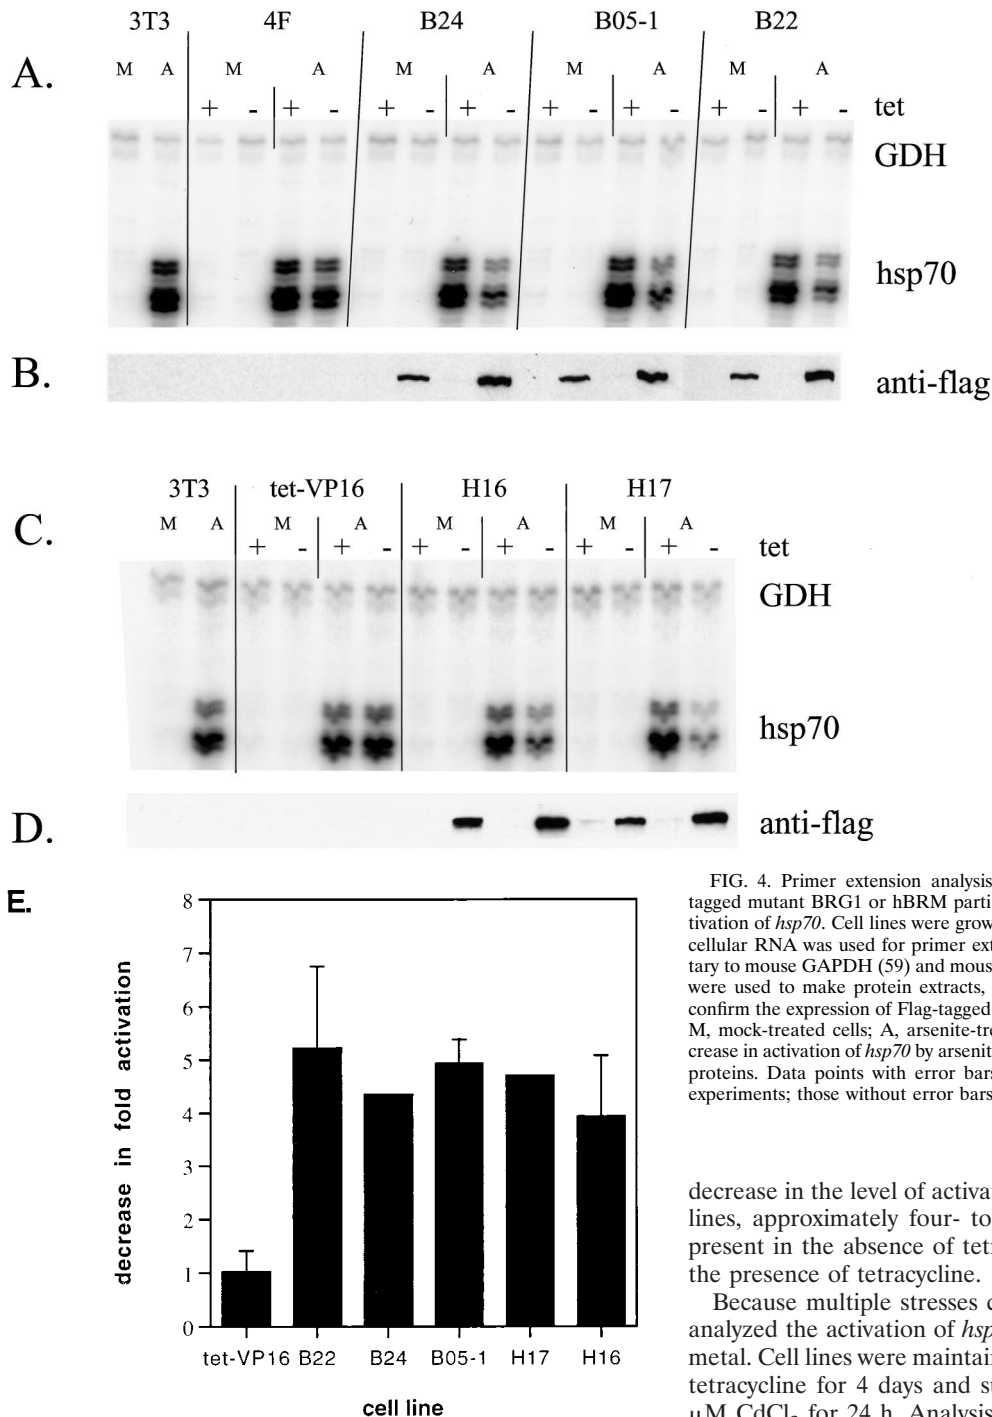 3T3 4F B24 B05-1 B22
A.
M A M A M A M A M A
+ - + - + - + - + - + - + - + - tet
GDH
hsp70
B.
anti-flag
3T3 tet-VP16 H16 H17
C.
M A M A M A M A
+ - + - + - + - + - + - tet
GDH
hsp70
D.
anti-flag
E.
decrease in fold activation
8
7
6
5
4
3
2
1
0
tet-VP16 B22 B24 B05-1 H17 H16
cell line
FIG. 4. Primer extension analysis
tagged mutant BRG1 or hBRM parti
tivation of hsp70. Cell lines were grow
cellular RNA was used for primer ext
tary to mouse GAPDH (59) and mous
were used to make protein extracts,
confirm the expression of Flag-tagged
M, mock-treated cells; A, arsenite-tre
crease in activation of hsp70 by arsenit
proteins. Data points with error bars
experiments; those without error bars
decrease in the level of activa
lines, approximately four- to
present in the absence of tet
the presence of tetracycline.
Because multiple stresses c
analyzed the activation of hsp
metal. Cell lines were maintai
tetracycline for 4 days and su
μM CdCl₂ for 24 h. Analysis